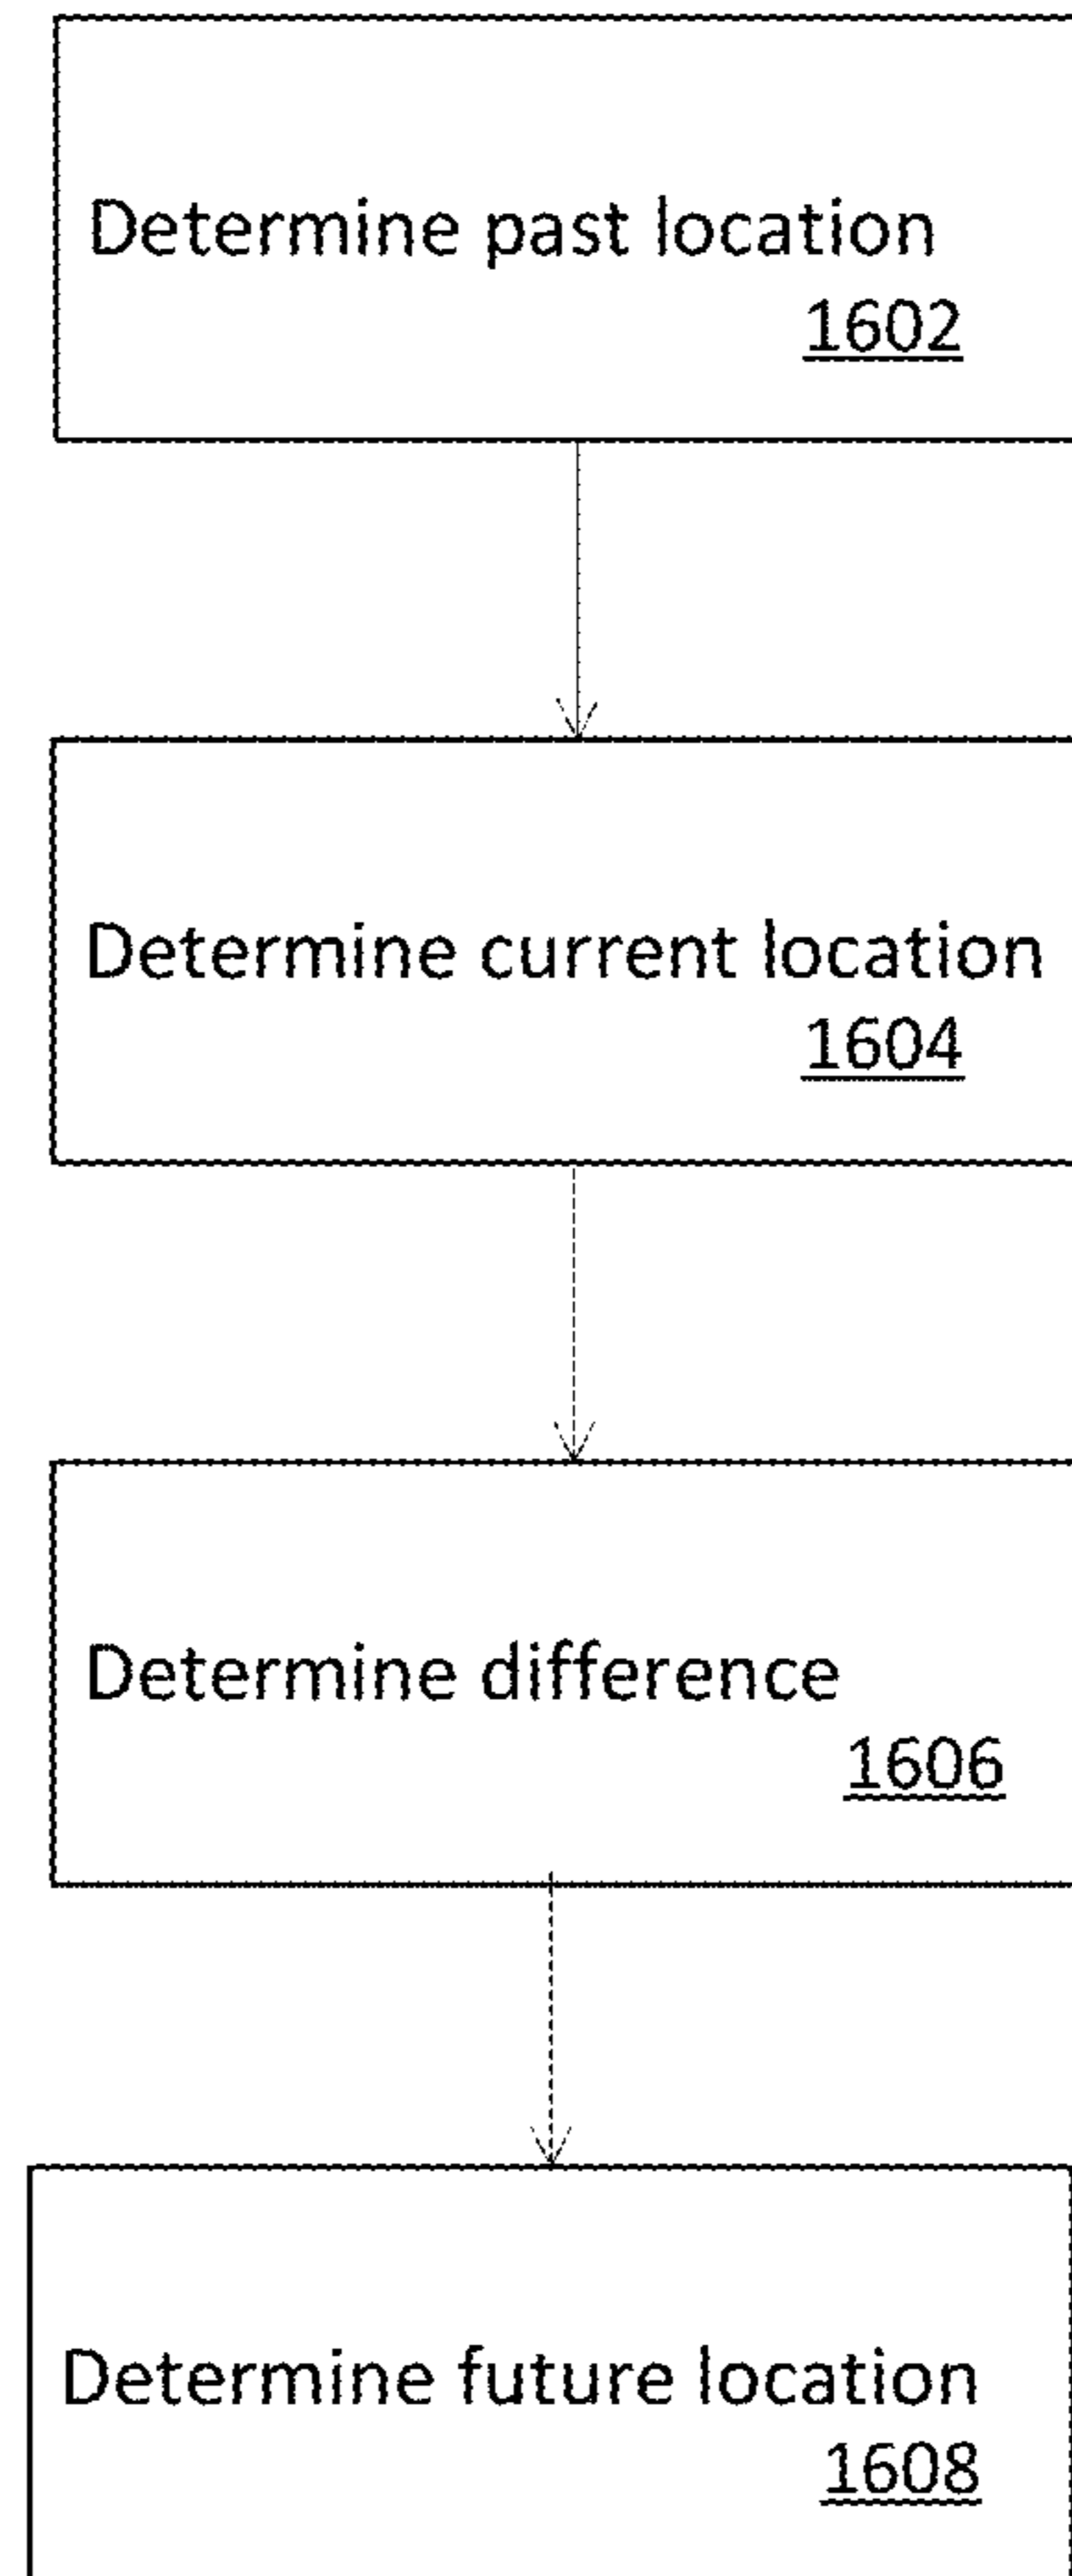 Determine past location
1602
Determine current location
1604
Determine difference
1606
Determine future location
1608